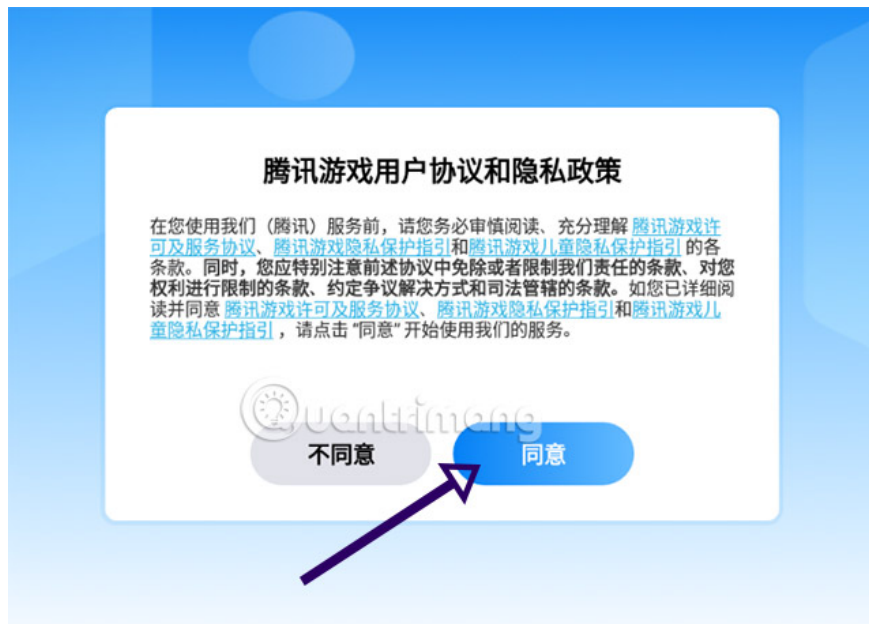 腾讯游戏用户协议和隐私政策
在您使用我们（腾讯）服务前，请您务必审慎阅读、充分理解 腾讯游戏许
可及服务协议、腾讯游戏隐私保护指引和腾讯游戏儿童隐私保护指引 的各
条款。同时，您应特别注意前述协议中免除或者限制我们责任的条款、对您
权利进行限制的条款、约定争议解决方式和司法管辖的条款。如您已详细阅
读并同意 腾讯游戏许可及服务协议、腾讯游戏隐私保护指引和腾讯游戏儿
童隐私保护指引 ，请点击 “同意” 开始使用我们的服务。
Quantrimang
不同意
同意